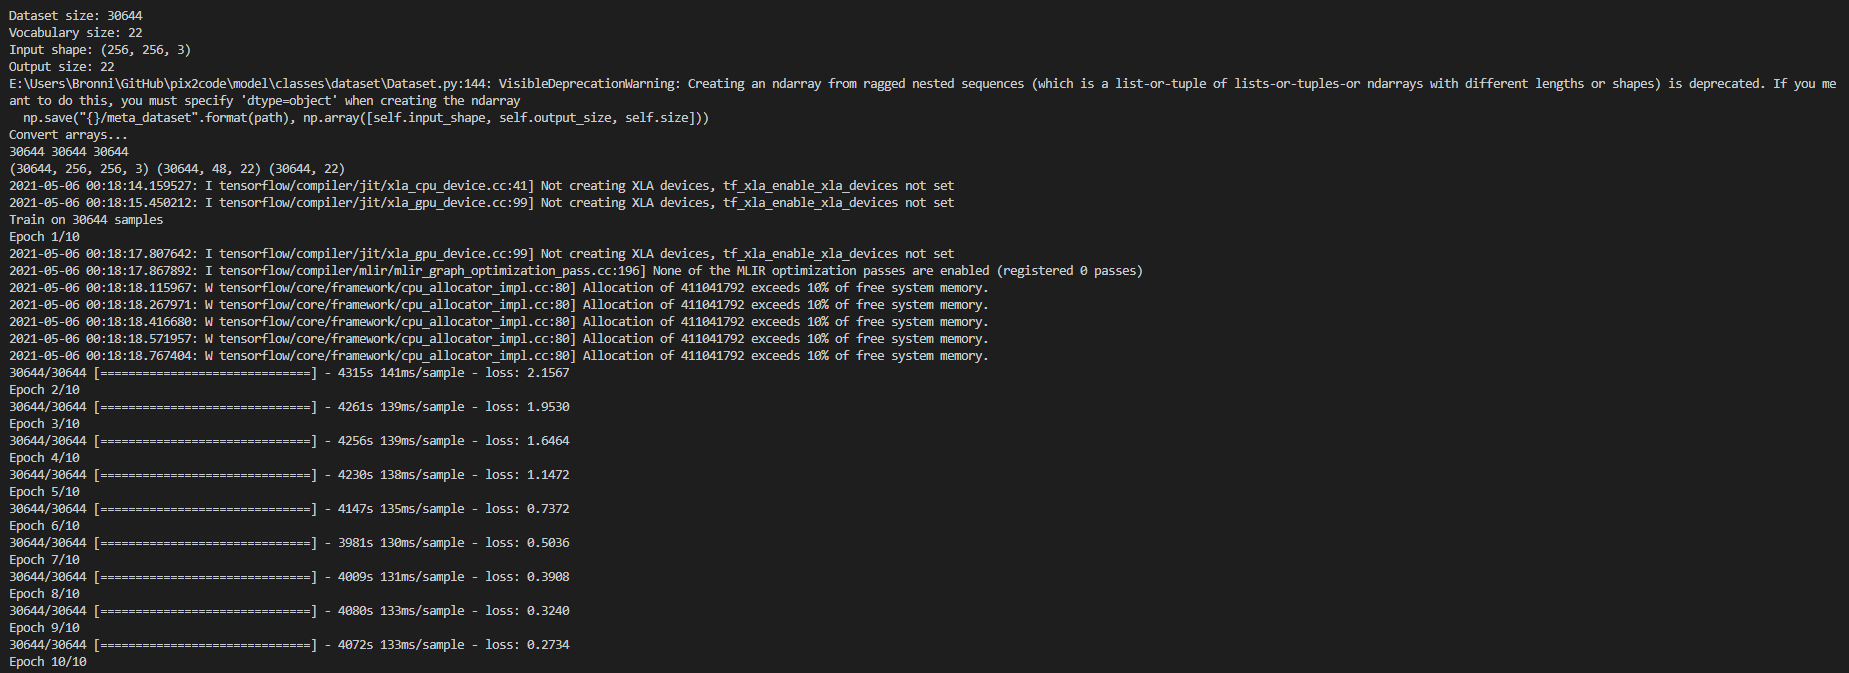 Dataset size: 30644
Vocabulary size: 22
Input shape: (256, 256, 3)
Output size: 22
E:\Users\Bronni\GitHub\pix2code\model\classes\dataset\Dataset.py:144: VisibleDeprecationWarning: Creating an ndarray from ragged nested sequences (which is a list-or-tuple of lists-or-tuples-or ndarrays with different lengths or shapes) is deprecated. If you me
ant to do this, you must specify 'dtype=object' when creating the ndarray
  np.save("{}/meta_dataset".format(path), np.array([self.input_shape, self.output_size, self.size]))
Convert arrays...
30644 30644 30644
(30644, 256, 256, 3) (30644, 48, 22) (30644, 22)
2021-05-06 00:18:14.159527: I tensorflow/compiler/jit/xla_cpu_device.cc:41] Not creating XLA devices, tf_xla_enable_xla_devices not set
2021-05-06 00:18:15.450212: I tensorflow/compiler/jit/xla_gpu_device.cc:99] Not creating XLA devices, tf_xla_enable_xla_devices not set
Train on 30644 samples
Epoch 1/10
2021-05-06 00:18:17.807642: I tensorflow/compiler/jit/xla_gpu_device.cc:99] Not creating XLA devices, tf_xla_enable_xla_devices not set
2021-05-06 00:18:17.867892: I tensorflow/compiler/mlir/mlir_graph_optimization_pass.cc:196] None of the MLIR optimization passes are enabled (registered 0 passes)
2021-05-06 00:18:18.115967: W tensorflow/core/framework/cpu_allocator_impl.cc:80] Allocation of 411041792 exceeds 10% of free system memory.
2021-05-06 00:18:18.267971: W tensorflow/core/framework/cpu_allocator_impl.cc:80] Allocation of 411041792 exceeds 10% of free system memory.
2021-05-06 00:18:18.416680: W tensorflow/core/framework/cpu_allocator_impl.cc:80] Allocation of 411041792 exceeds 10% of free system memory.
2021-05-06 00:18:18.571957: W tensorflow/core/framework/cpu_allocator_impl.cc:80] Allocation of 411041792 exceeds 10% of free system memory.
2021-05-06 00:18:18.767404: W tensorflow/core/framework/cpu_allocator_impl.cc:80] Allocation of 411041792 exceeds 10% of free system memory.
30644/30644 [==============================] - 4315s 141ms/sample - loss: 2.1567
Epoch 2/10
30644/30644 [==============================] - 4261s 139ms/sample - loss: 1.9530
Epoch 3/10
30644/30644 [==============================] - 4256s 139ms/sample - loss: 1.6464
Epoch 4/10
30644/30644 [==============================] - 4230s 138ms/sample - loss: 1.1472
Epoch 5/10
30644/30644 [==============================] - 4147s 135ms/sample - loss: 0.7372
Epoch 6/10
30644/30644 [==============================] - 3981s 130ms/sample - loss: 0.5036
Epoch 7/10
30644/30644 [==============================] - 4009s 131ms/sample - loss: 0.3908
Epoch 8/10
30644/30644 [==============================] - 4080s 133ms/sample - loss: 0.3240
Epoch 9/10
30644/30644 [==============================] - 4072s 133ms/sample - loss: 0.2734
Epoch 10/10